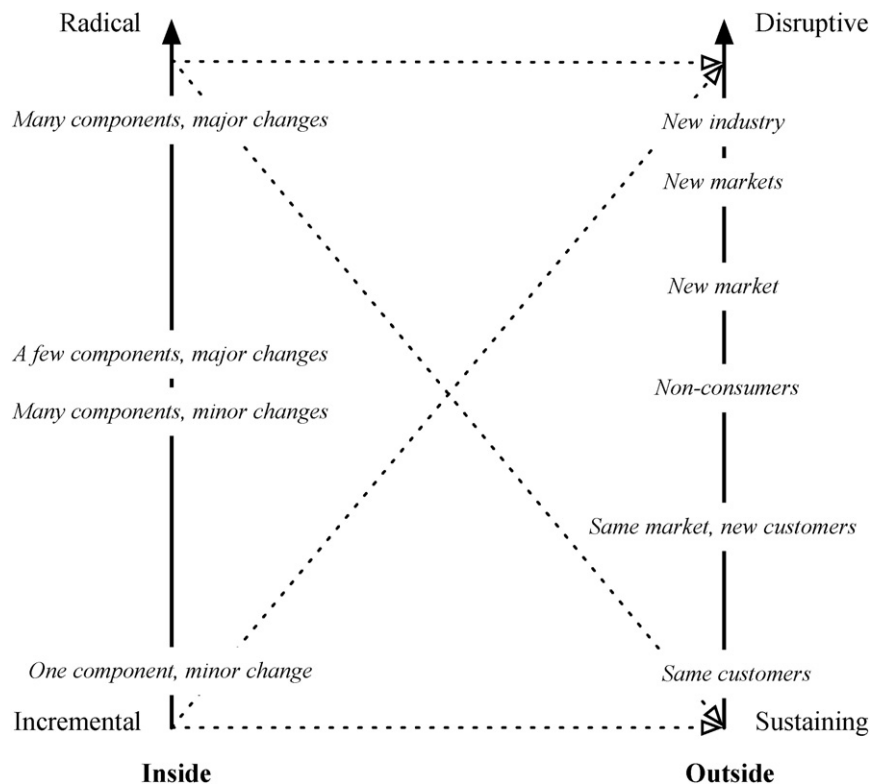 Radical
Disruptive
Many components, major changes
New industry
New markets
New market
A few components, major changes
Non-consumers
Many components, minor changes
Same market, new customers
One component, minor change
Same customers
Incremental
Sustaining
Inside
Outside